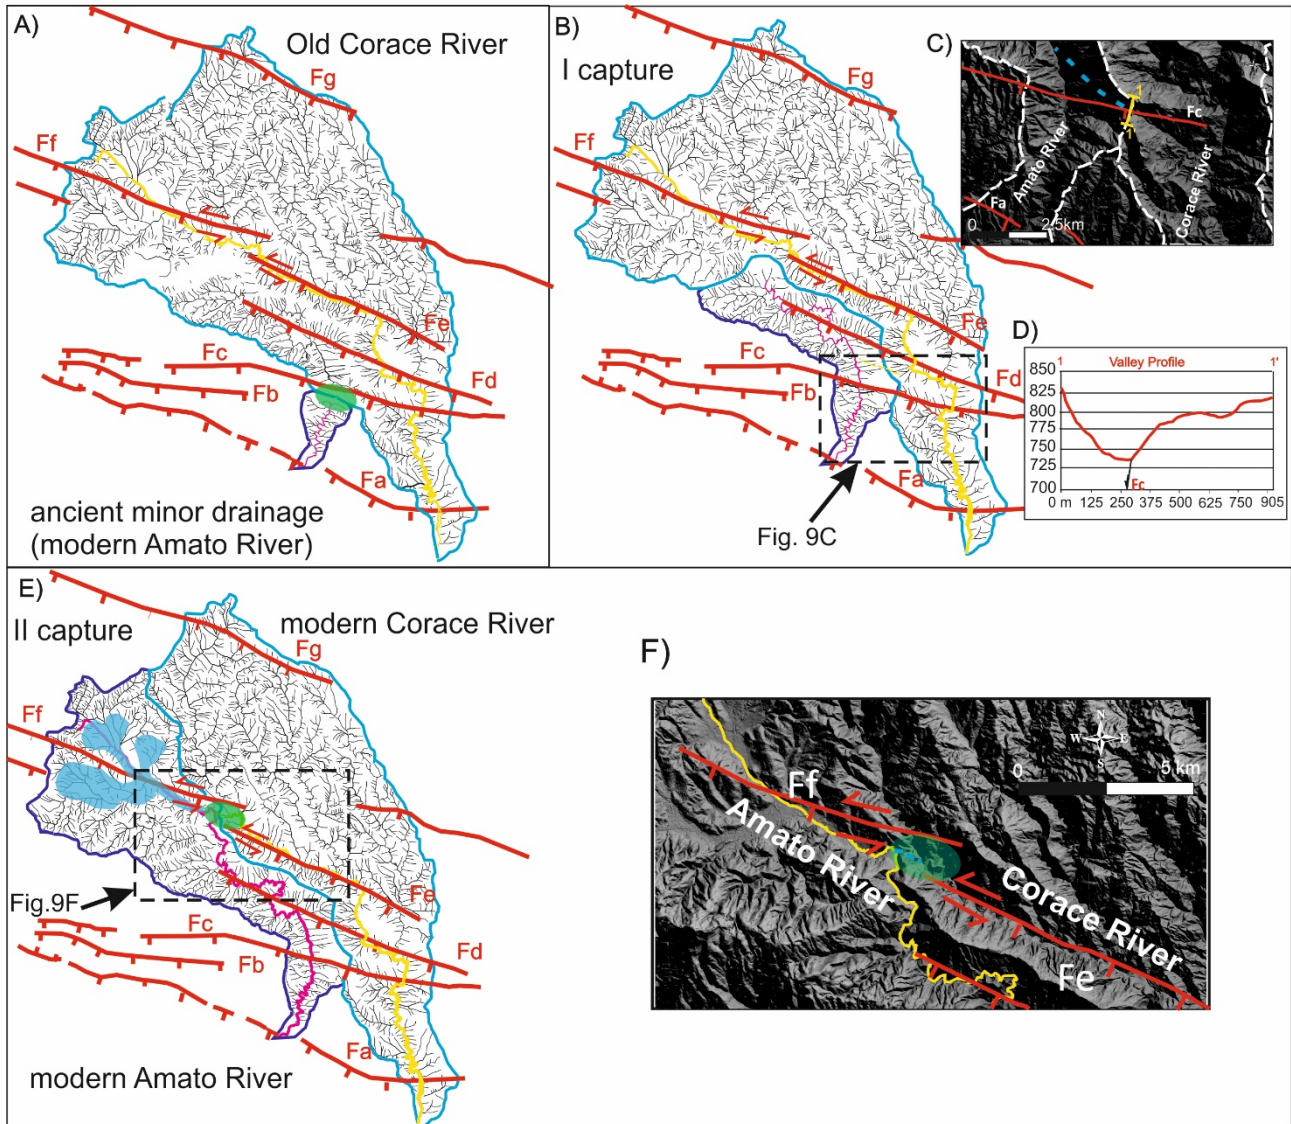 A)
Old Corace River
Fg
Ff
Fe
Fd
Fc
Fb
Fa
ancient minor drainage
(modern Amato River)
B)
I capture
Fg
Ff
Fe
Fd
Fc
Fb
Fa
Fig. 9C
C)
1
1'
Fc
Amato River
Corace River
Fa
0
2.5km
D)
1
Valley Profile
1'
850
825
800
775
750
725
700
Fc
0 m
125
250
375
500
625
750
905
E)
II capture
modern Corace River
Fg
Ff
Fig.9F
Fe
Fd
Fc
Fb
Fa
modern Amato River
F)
N
W
E
S
0
5 km
Ff
Amato River
Corace River
Fe